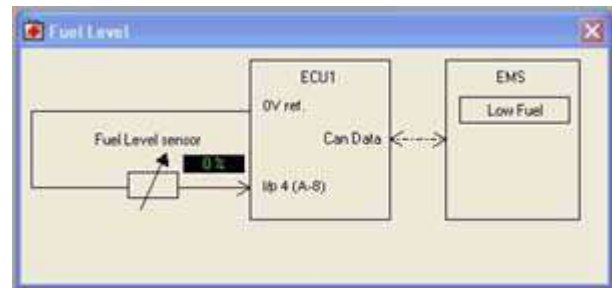 Fuel Level
ECU1
EMS
0V ref.
Low Fuel
Fuel Level sensor
Can Data
0%
I/p 4 (A-8)